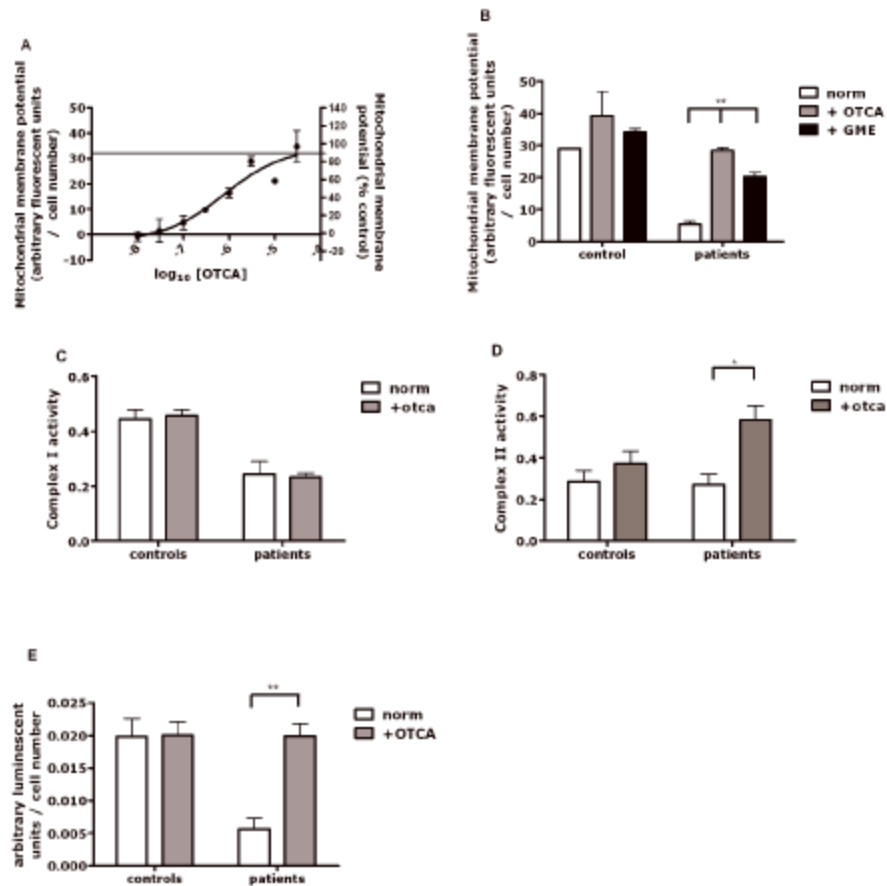 A
Mitochondrial membrane potential
(arbitrary fluorescent units
/ cell number)
50
40
30
20
10
0
-10
140
120
100
80
60
40
20
0
-20
Mitochondrial membrane
potential (% control)
-8
-7
-6
-5
log10 [OTCA]
B
Mitochondrial membrane potential
(arbitrary fluorescent units
/ cell number)
50
40
30
20
10
0
**
control
patients
norm
+ OTCA
+ GME
C
Complex I activity
0.6
0.4
0.2
0.0
controls
patients
norm
+otca
D
Complex II activity
0.8
0.6
0.4
0.2
0.0
controls
patients
norm
+otca
E
arbitrary luminescent
units / cell number
0.025
0.020
0.015
0.010
0.005
0.000
**
controls
patients
norm
+OTCA